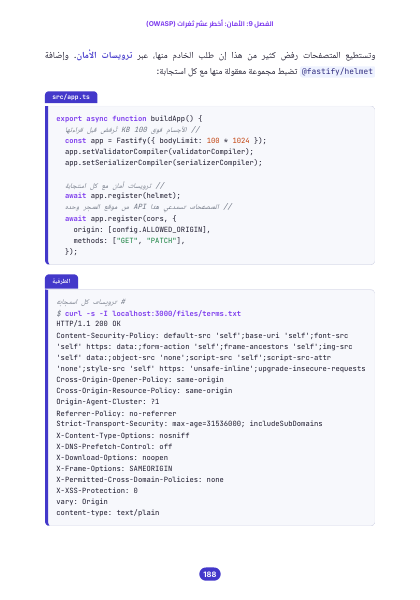 الفصل 9: الأمان: أخطر عشر ثغرات (OWASP)
وتستطيع المتصفحات رفض كثير من هذا إن طلب الخادم منها، عبر ترويسات الأمان. وإضافة
@fastify/helmet تضبط مجموعة معقولة منها مع كل استجابة:
src/app.ts
export async function buildApp() {
// الأجسام فوق 100 KB تُرفض قبل قراءتها
const app = Fastify({ bodyLimit: 100 * 1024 });
app.setValidatorCompiler(validatorCompiler);
app.setSerializerCompiler(serializerCompiler);
// ترويسات أمان مع كل استجابة
await app.register(helmet);
// الصفحات تستدعي هذا API من موقع المتجر وحده
await app.register(cors, {
origin: [config.ALLOWED_ORIGIN],
methods: ["GET", "PATCH"],
});
الطرفية
# ترويسات كل استجابة
$ curl -s -I localhost:3000/files/terms.txt
HTTP/1.1 200 OK
Content-Security-Policy: default-src 'self';base-uri 'self';font-src
'self' https: data:;form-action 'self';frame-ancestors 'self';img-src
'self' data:;object-src 'none';script-src 'self';script-src-attr
'none';style-src 'self' https: 'unsafe-inline';upgrade-insecure-requests
Cross-Origin-Opener-Policy: same-origin
Cross-Origin-Resource-Policy: same-origin
Origin-Agent-Cluster: ?1
Referrer-Policy: no-referrer
Strict-Transport-Security: max-age=31536000; includeSubDomains
X-Content-Type-Options: nosniff
X-DNS-Prefetch-Control: off
X-Download-Options: noopen
X-Frame-Options: SAMEORIGIN
X-Permitted-Cross-Domain-Policies: none
X-XSS-Protection: 0
vary: Origin
content-type: text/plain
188